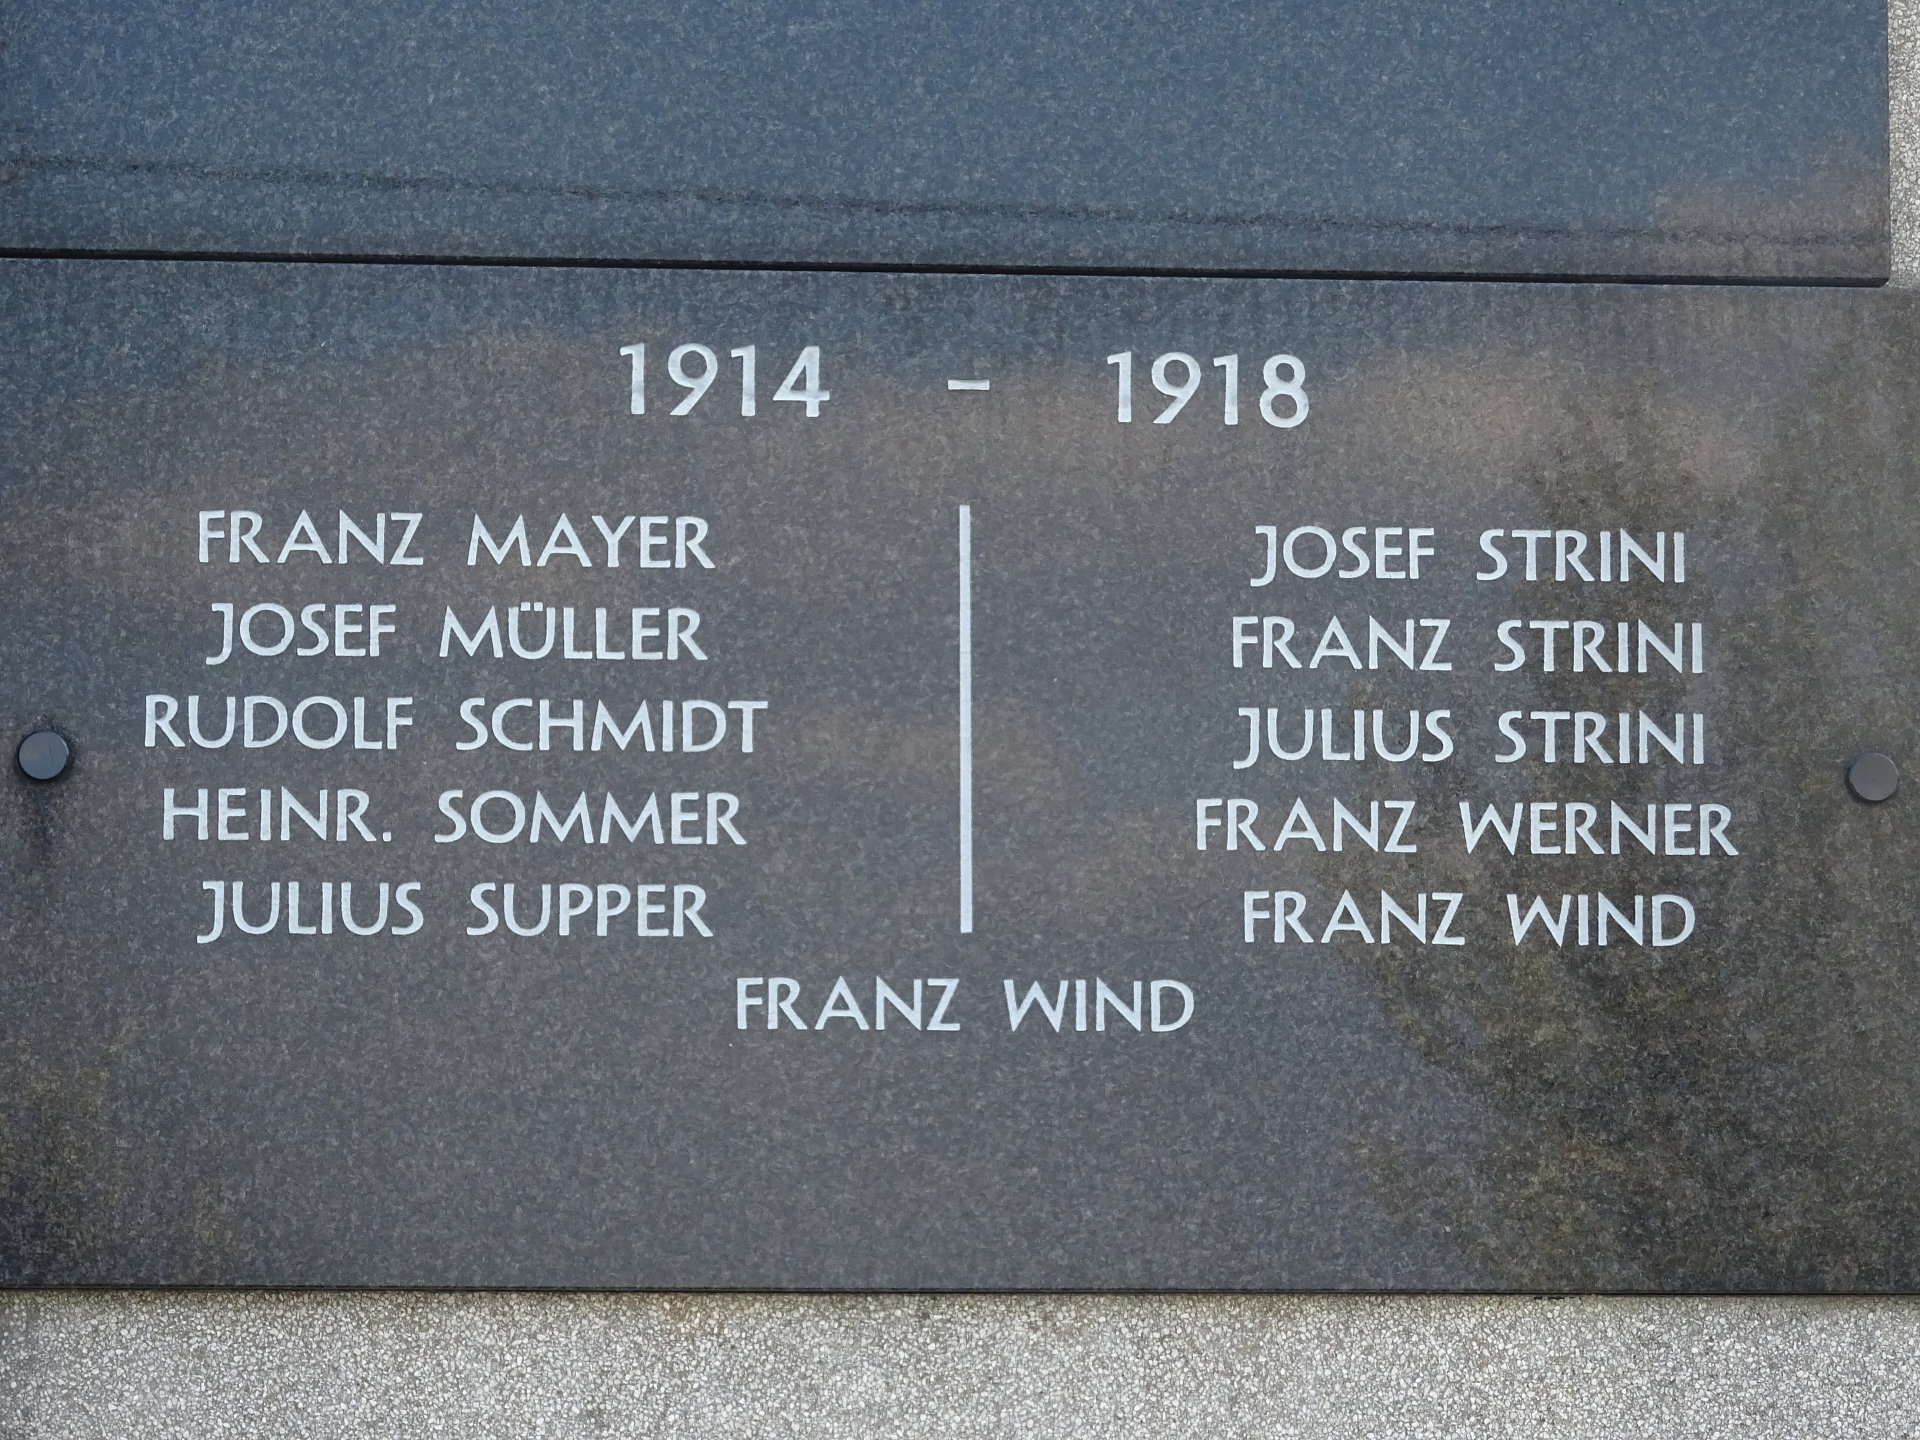 1914 - 1918
FRANZ MAYER
JOSEF MÜLLER
RUDOLF SCHMIDT
HEINR. SOMMER
JULIUS SUPPER
JOSEF STRINI
FRANZ STRINI
JULIUS STRINI
FRANZ WERNER
FRANZ WIND
FRANZ WIND